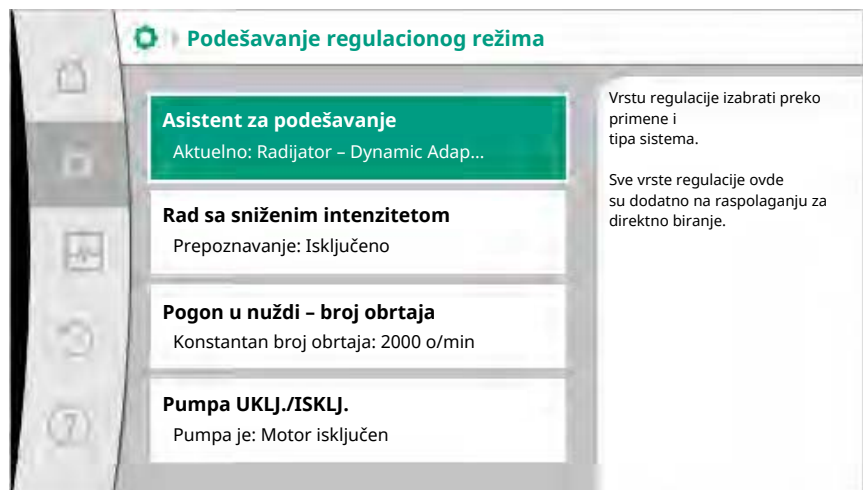 Podešavanje regulacionog režima
Asistent za podešavanje
Aktuelno: Radijator – Dynamic Adap...
Rad sa sniženim intenzitetom
Prepoznavanje: Isključeno
Pogon u nuždi – broj obrtaja
Konstantan broj obrtaja: 2000 o/min
Pumpa UKLJ./ISKLJ.
Pumpa je: Motor isključen
Vrstu regulacije izabrati preko
primene i
tipa sistema.
Sve vrste regulacije ovde
su dodatno na raspolaganju za
direktno biranje.